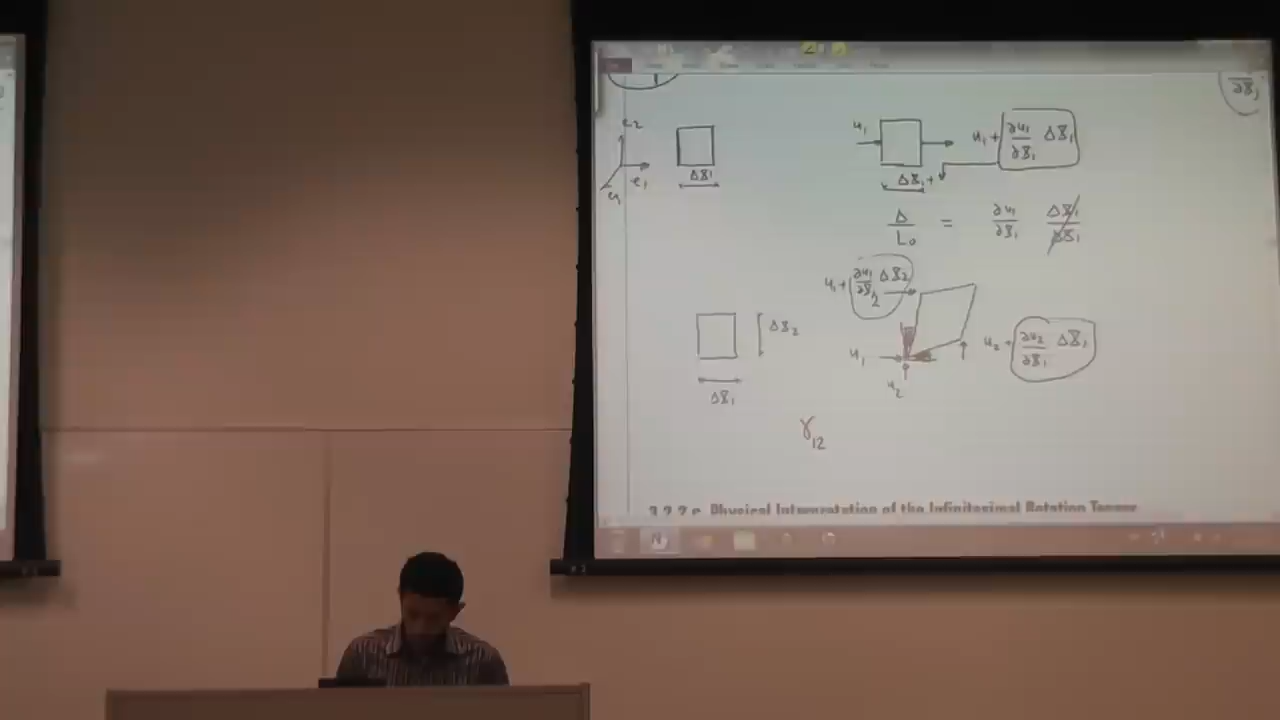 ∂X₁
e₂
e₁
ΔX₁
u₁
u₁ + ∂u₁/∂X₁ ΔX₁
ΔX₁ +
Δ/L₀ = ∂u₁/∂X₁ ΔX₁/ΔX₁
u₁ + ∂u₁/∂X₂ ΔX₂
ΔX₂
u₁
u₂ + ∂u₂/∂X₁ ΔX₁
u₂
ΔX₁
γ₁₂
Physical Interpretation of the Infinitesimal Rotation Tensor